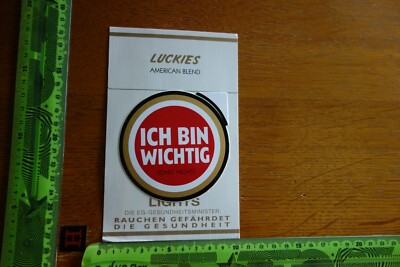 LUCKIES
AMERICAN BLEND
ICH BIN
WICHTIG
LIGHTS
DIE EG-GESUNDHEITSMINISTER:
RAUCHEN GEFÄHRDET
DIE GESUNDHEIT